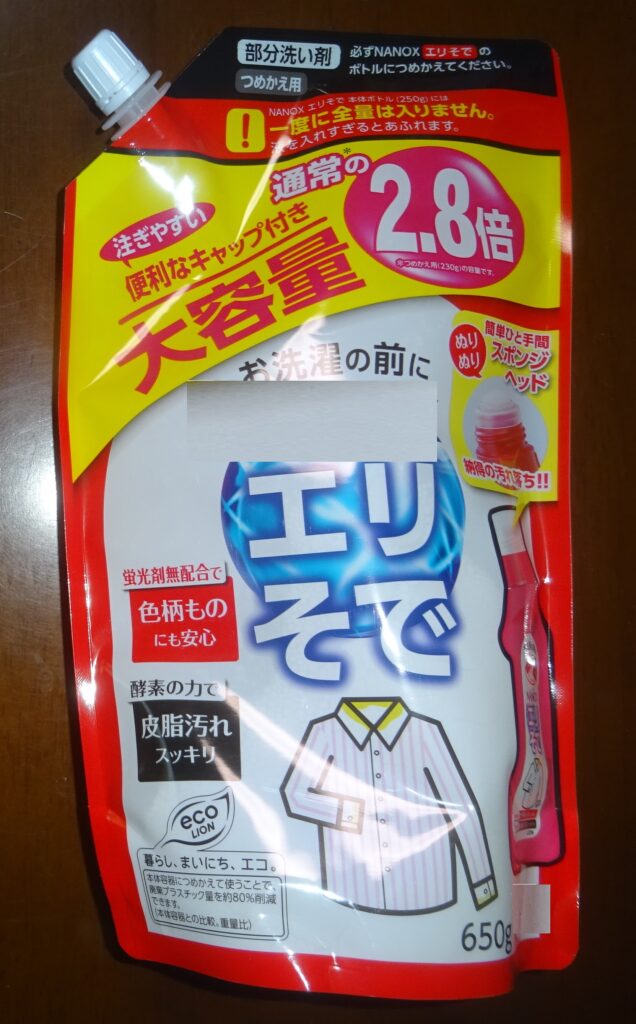 部分洗い剤
つめかえ用
必ずNANOX エリそで の
ボトルにつめかえてください。
NANOX エリそで 本体ボトル(250g)には
一度に全量は入りません。
液を入れすぎるとあふれます。
注ぎやすい
便利なキャップ付き
大容量
通常の*
2.8倍
*つめかえ用(230g)の容量です。
お洗濯の前に
簡単ひと手間
ぬりぬり
スポンジ
ヘッド
納得の汚れ落ち!!
エリ
そで
蛍光剤無配合で
色柄もの
にも安心
酵素の力で
皮脂汚れ
スッキリ
eco
LION
暮らし、まいにち、エコ。
本体容器につめかえて使うことで、
廃棄プラスチック量を約80%削減
できます。
(本体容器との比較。重量比)
650g